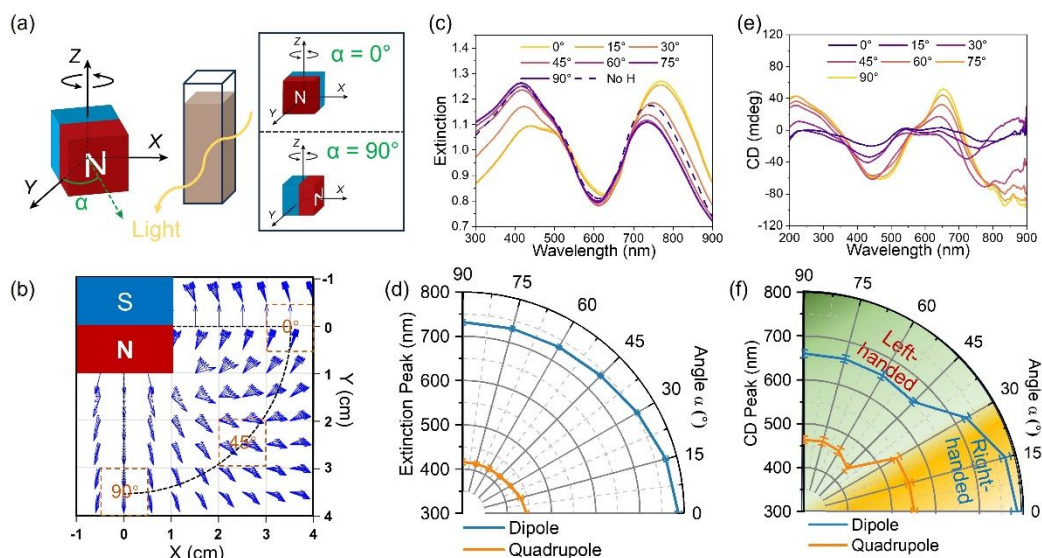 (a)
Z
N
X
Y
α
Light
Z
α = 0°
N
X
Y
Z
α = 90°
N
X
Y
(b)
S
N
0°
45°
90°
-1
0
1
2
3
4
Y (cm)
-1 0 1 2 3 4
X (cm)
(c)
1.4
1.3
1.2
1.1
1.0
0.9
0.8
0.7
Extinction
0° 15° 30°
45° 60° 75°
90° No H
300 400 500 600 700 800 900
Wavelength (nm)
(d)
90
75
60
45
30
15
0
Angle α (°)
800
700
600
500
400
300
Extinction Peak (nm)
Dipole
Quadrupole
(e)
120
80
40
0
-40
-80
-120
CD (mdeg)
0° 15° 30°
45° 60° 75°
90°
200 300 400 500 600 700 800 900
Wavelength (nm)
(f)
90
75
60
45
30
15
0
Angle α (°)
800
700
600
500
400
300
CD Peak (nm)
Left-
handed
Right-
handed
Dipole
Quadrupole